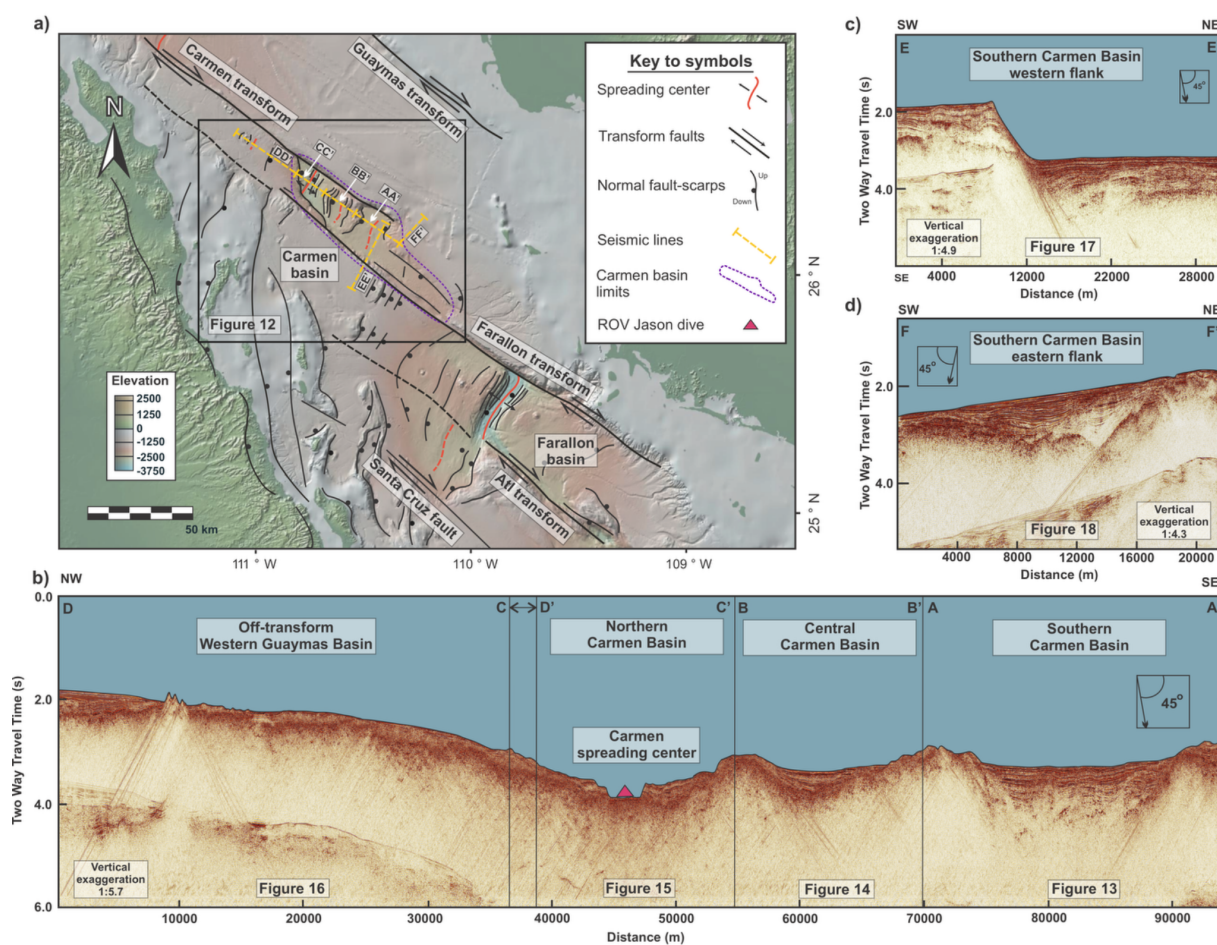 a)
Carmen transform
Guaymas transform
N
DD'
CC'
BB'
AA'
FF'
EE'
Carmen
basin
Figure 12
Farallon transform
Farallon
basin
Santa Cruz fault
Atl transform
Elevation
2500
1250
0
-1250
-2500
-3750
50 km
111 ° W
110 ° W
109 ° W
26 ° N
25 ° N
Key to symbols
Spreading center
Transform faults
Normal fault-scarps
Up
Down
Seismic lines
Carmen basin
limits
ROV Jason dive
c)
SW
NE
E
E'
Southern Carmen Basin
western flank
45°
2.0
4.0
Two Way Travel Time (s)
Vertical
exaggeration
1:4.9
Figure 17
SE
4000
12000
22000
28000
Distance (m)
d)
SW
NE
F
F'
Southern Carmen Basin
eastern flank
45°
2.0
4.0
Two Way Travel Time (s)
Figure 18
Vertical
exaggeration
1:4.3
4000
8000
12000
16000
20000
Distance (m)
b)
NW
SE
D
C
D'
C'
B
B'
A
A
Off-transform
Western Guaymas Basin
Northern
Carmen Basin
Central
Carmen Basin
Southern
Carmen Basin
45°
Carmen
spreading center
0.0
2.0
4.0
6.0
Two Way Travel Time (s)
Vertical
exaggeration
1:5.7
Figure 16
Figure 15
Figure 14
Figure 13
10000
20000
30000
40000
50000
60000
70000
80000
90000
Distance (m)